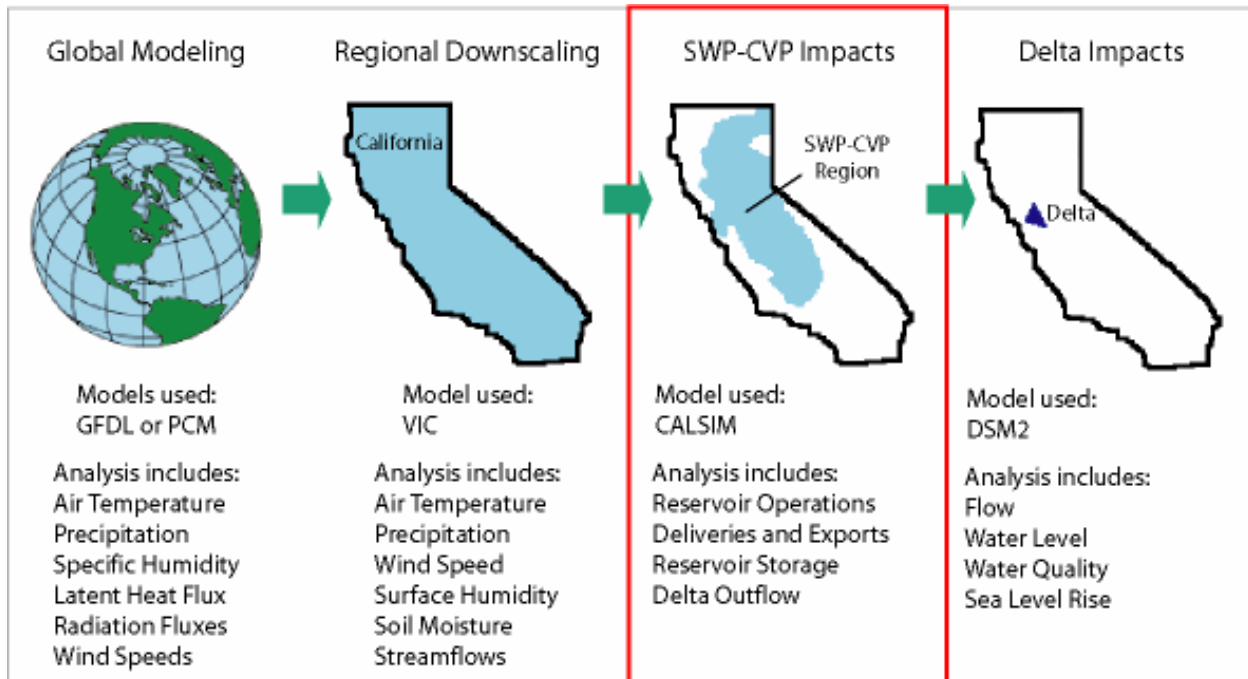 Global Modeling
Models used:
GFDL or PCM
Analysis includes:
Air Temperature
Precipitation
Specific Humidity
Latent Heat Flux
Radiation Fluxes
Wind Speeds
Regional Downscaling
California
Model used:
VIC
Analysis includes:
Air Temperature
Precipitation
Wind Speed
Surface Humidity
Soil Moisture
Streamflows
SWP-CVP Impacts
SWP-CVP
Region
Model used:
CALSIM
Analysis includes:
Reservoir Operations
Deliveries and Exports
Reservoir Storage
Delta Outflow
Delta Impacts
Delta
Model used:
DSM2
Analysis includes:
Flow
Water Level
Water Quality
Sea Level Rise